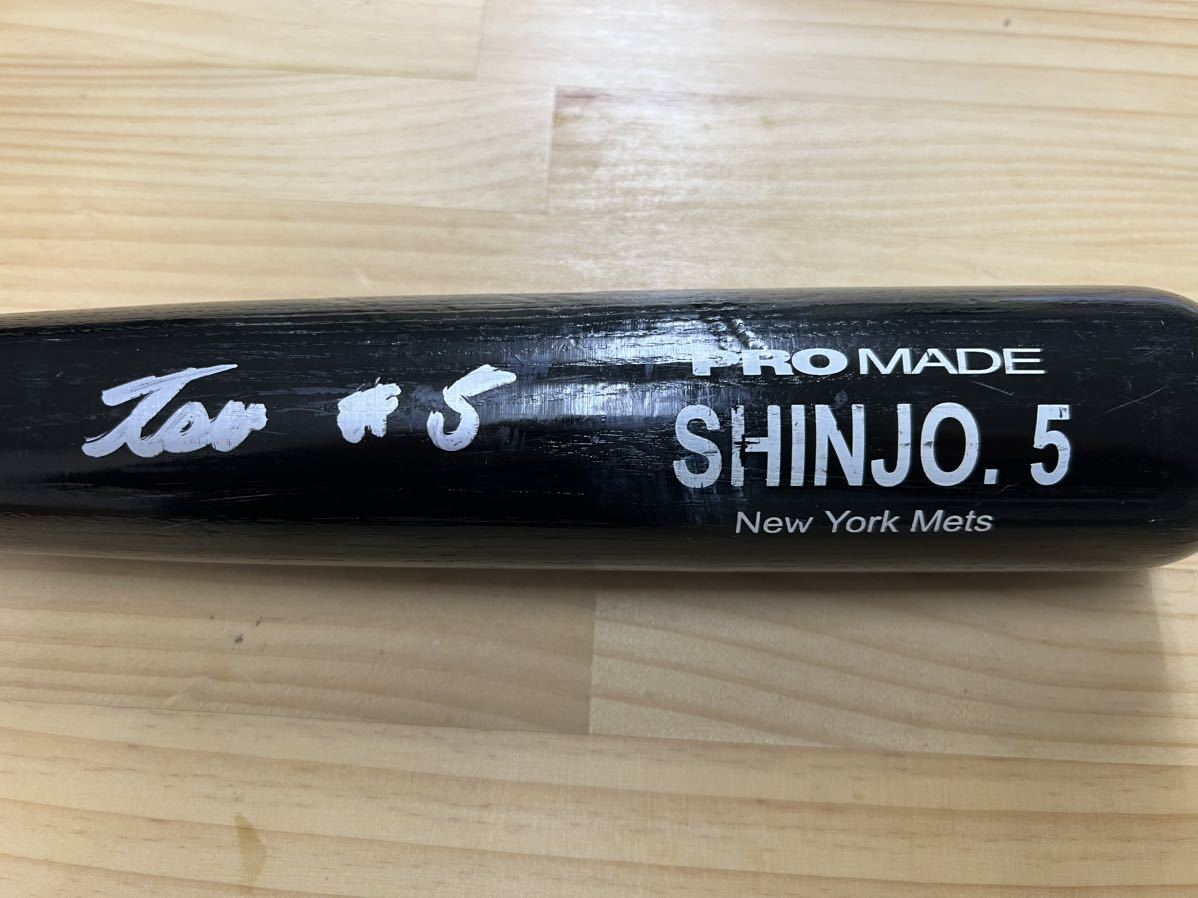 PRO MADE
SHINJO. 5
New York Mets
#5